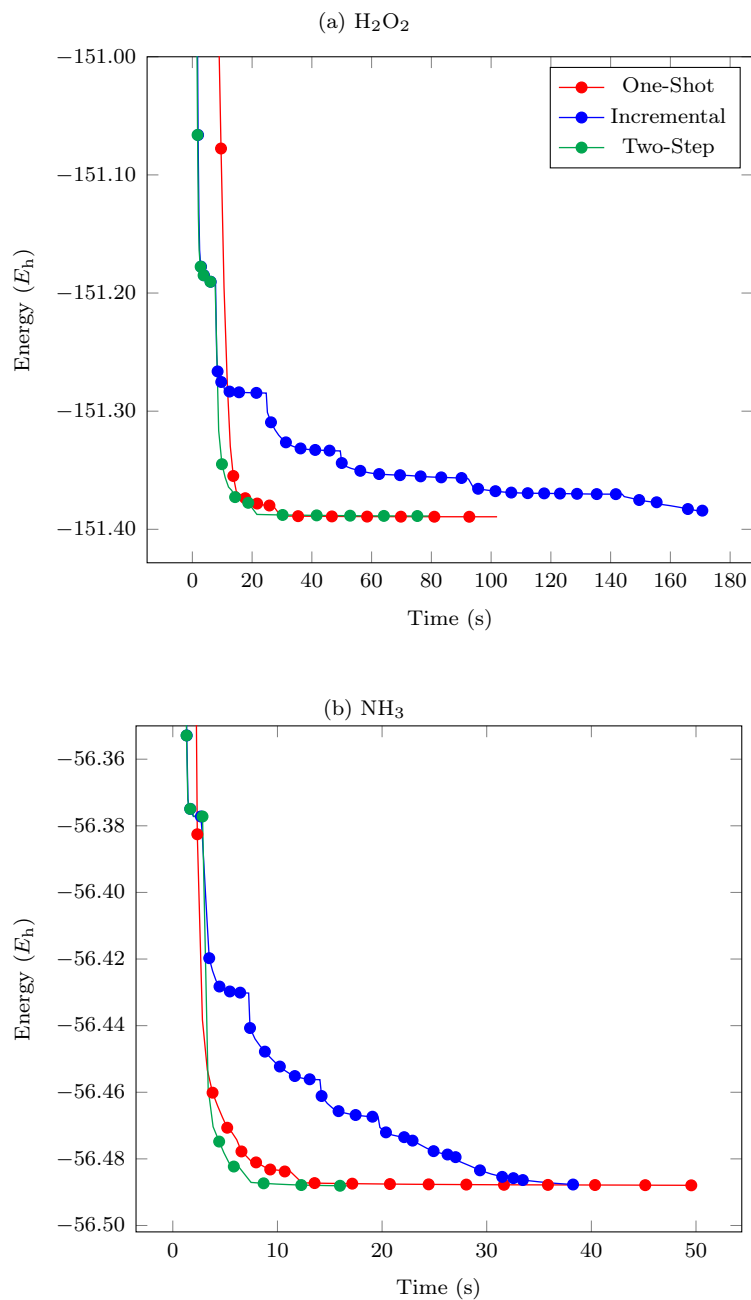 (a) H₂O₂
−151.00
−151.10
−151.20
−151.30
−151.40
Energy (Eₕ)
One-Shot
Incremental
Two-Step
0 20 40 60 80 100 120 140 160 180
Time (s)
(b) NH₃
−56.36
−56.38
−56.40
−56.42
−56.44
−56.46
−56.48
−56.50
Energy (Eₕ)
0 10 20 30 40 50
Time (s)